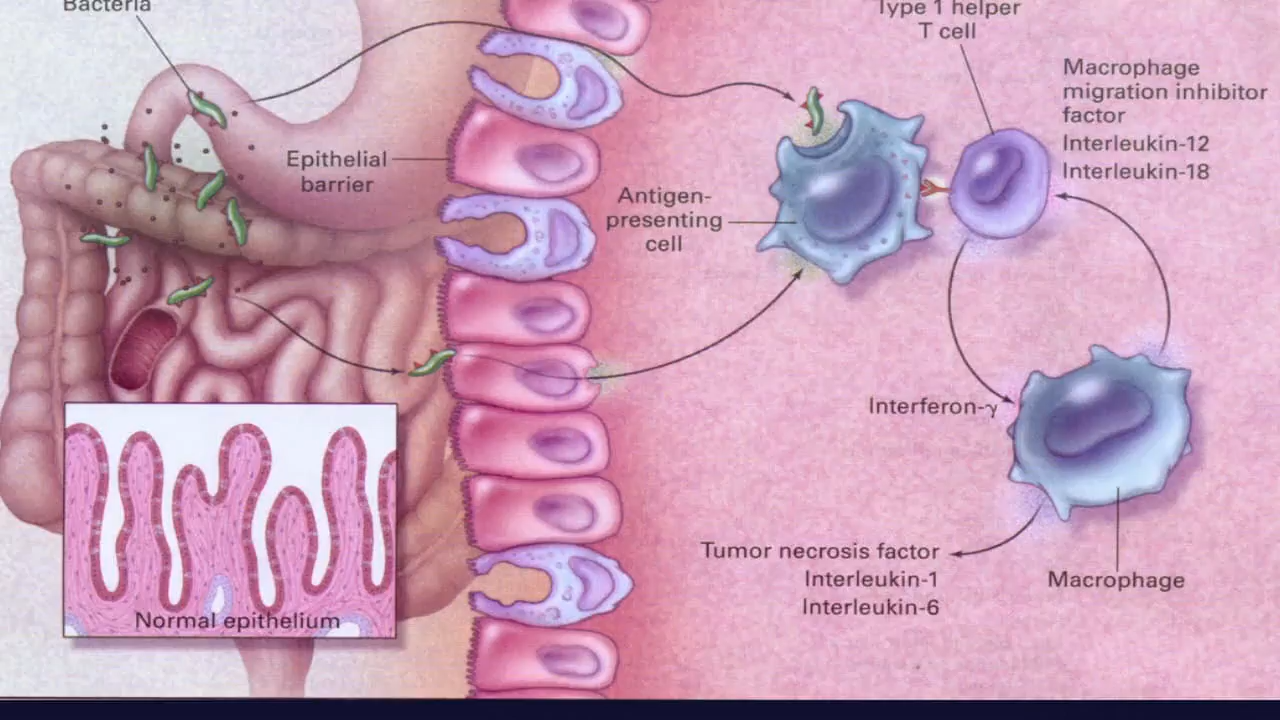 Bacteria
Type 1 helper
T cell
Macrophage
migration inhibitor
factor
Interleukin-12
Interleukin-18
Epithelial
barrier
Antigen-
presenting
cell
Interferon-γ
Tumor necrosis factor
Interleukin-1
Interleukin-6
Macrophage
Normal epithelium